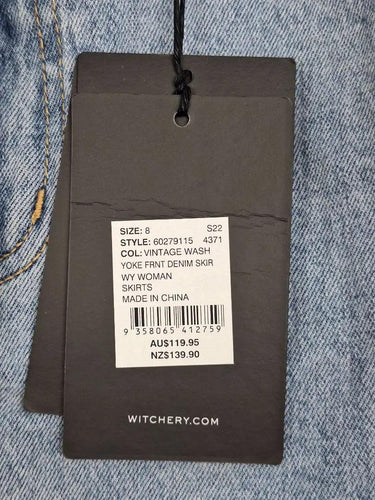 SIZE: 8 S22
STYLE: 60279115 4371
COL: VINTAGE WASH
YOKE FRNT DENIM SKIR
WY WOMAN
SKIRTS
MADE IN CHINA
9 358065 412759
AU$119.95
NZ$139.90
WITCHERY.COM